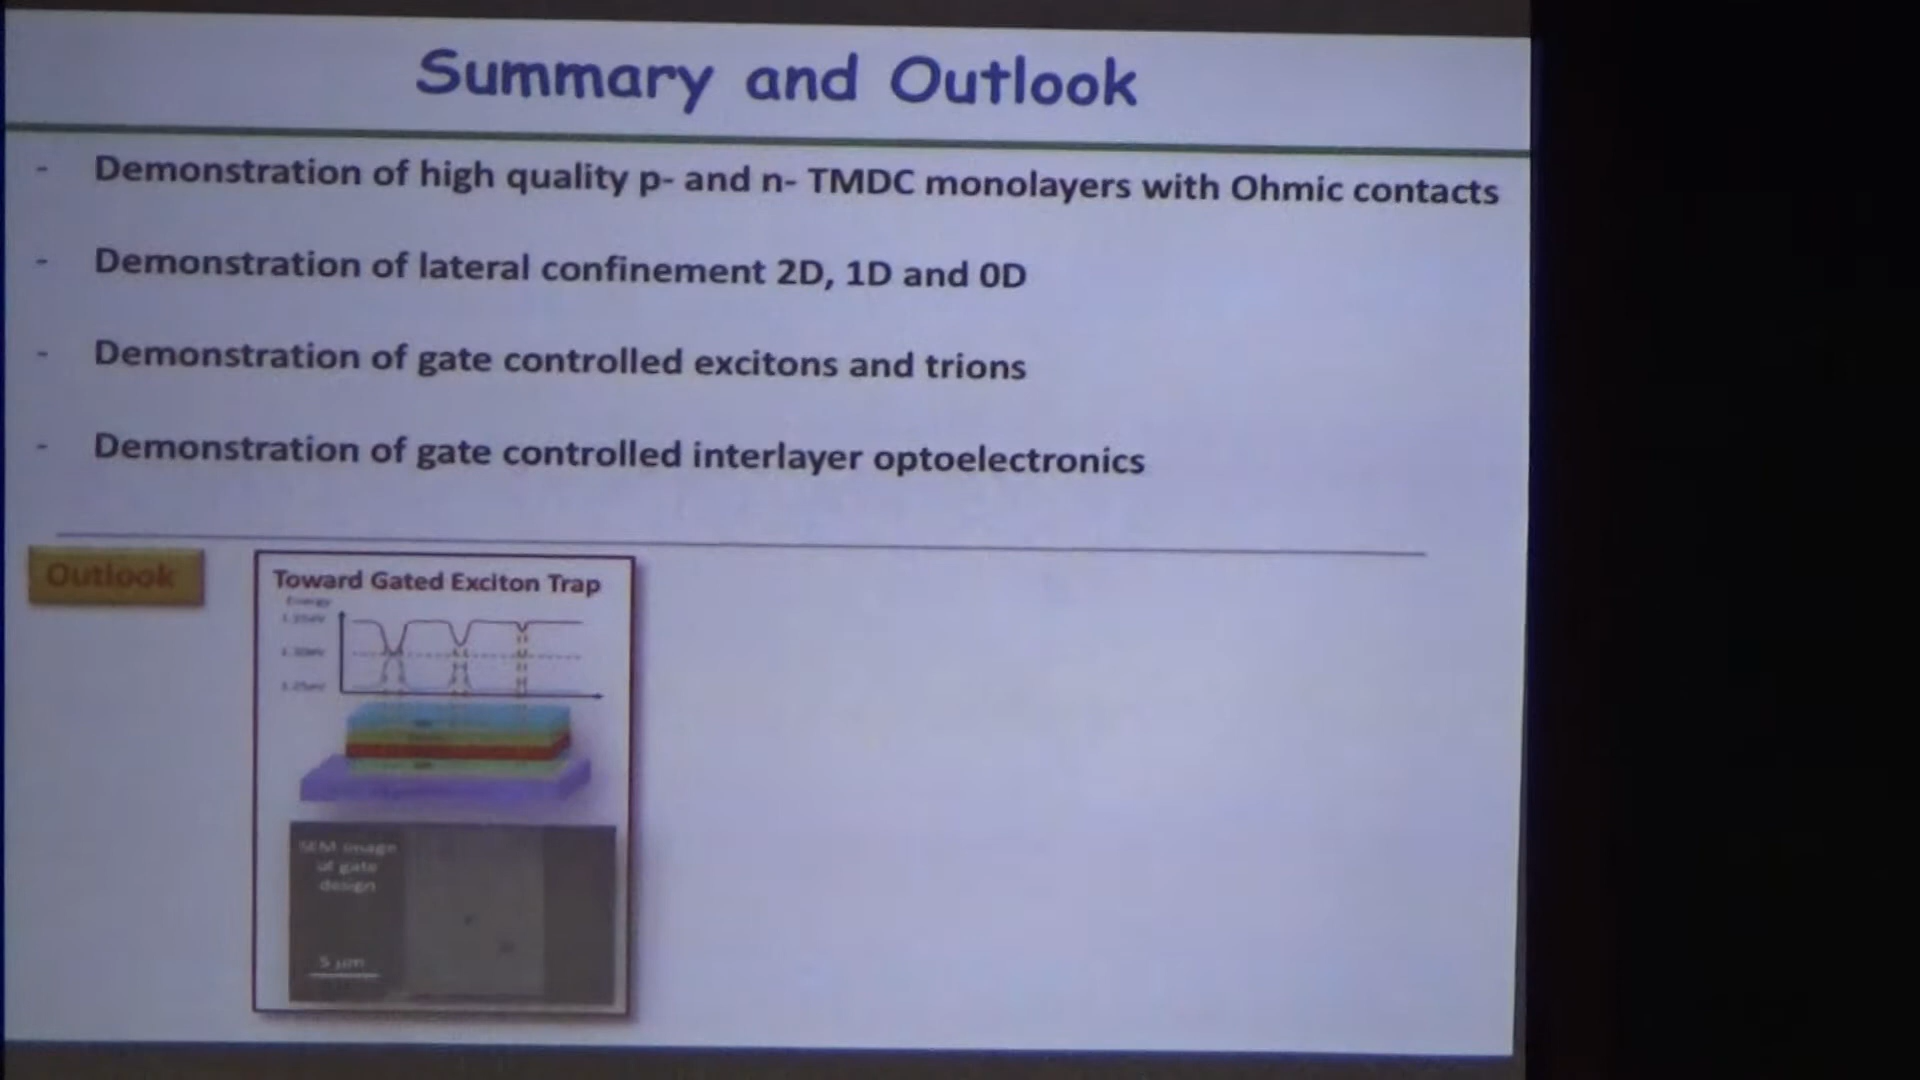 Summary and Outlook
- Demonstration of high quality p- and n- TMDC monolayers with Ohmic contacts
- Demonstration of lateral confinement 2D, 1D and 0D
- Demonstration of gate controlled excitons and trions
- Demonstration of gate controlled interlayer optoelectronics
Outlook
Toward Gated Exciton Trap
Energy
SEM image
of gate
design
5 μm